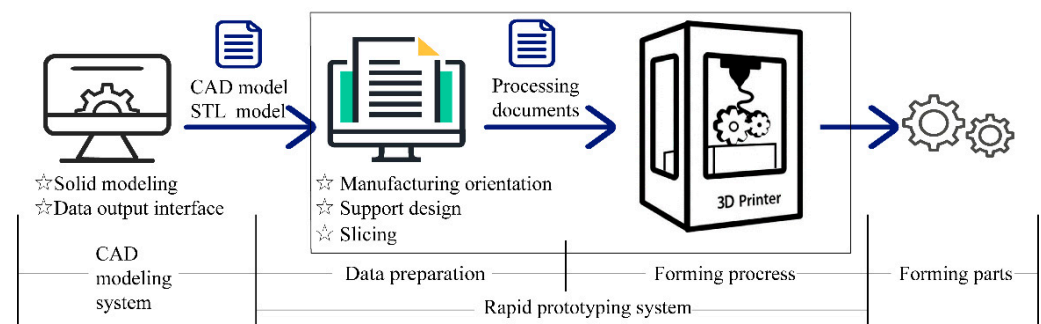 CAD model
STL model
Processing
documents
☆Solid modeling
☆Data output interface
☆ Manufacturing orientation
☆ Support design
☆ Slicing
3D Printer
CAD
modeling
system
Data preparation
Forming procress
Forming parts
Rapid prototyping system